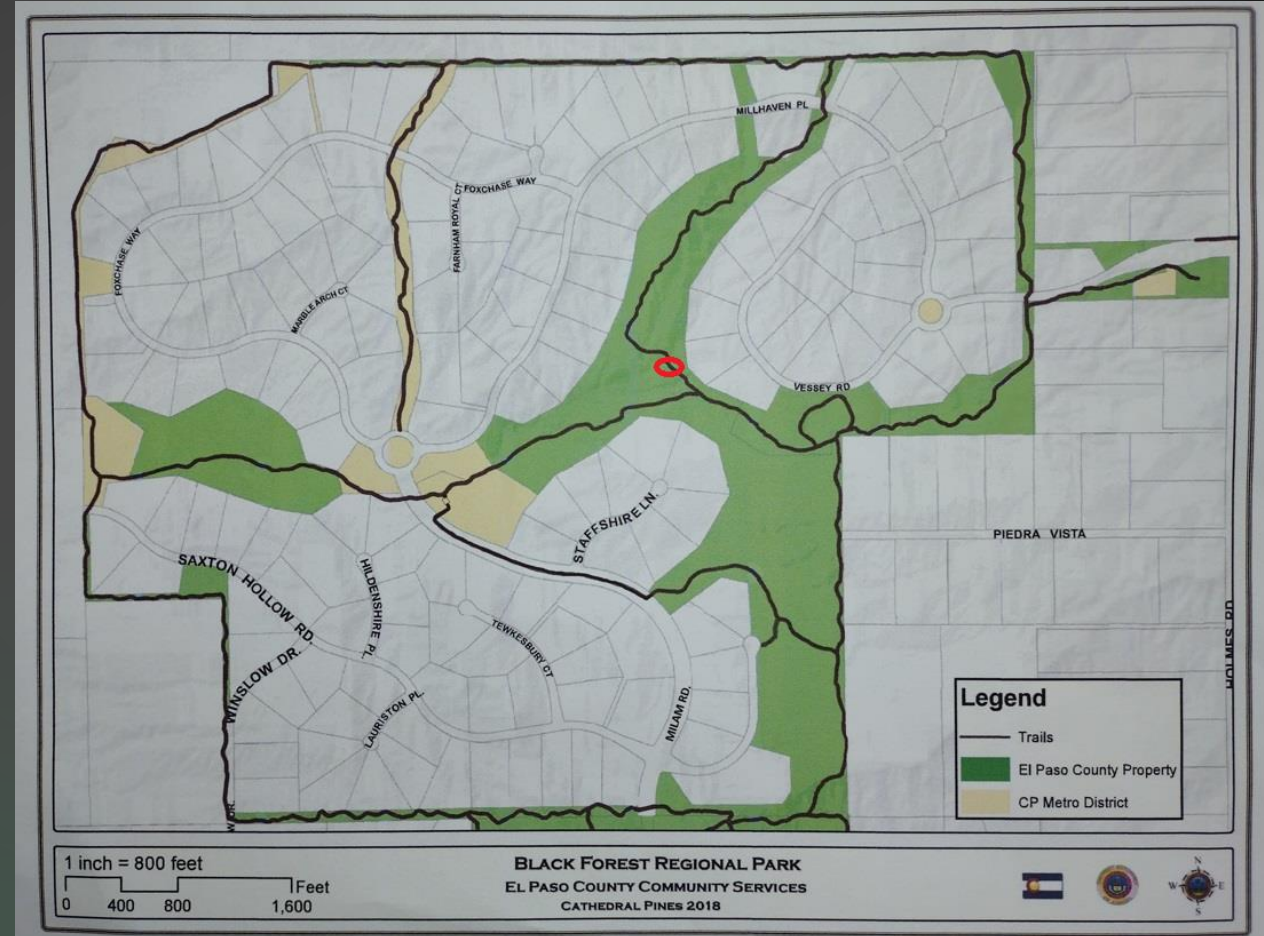 MILLHAVEN PL
FOXCHASE WAY
FARNHAM ROYAL CT
FOXCHASE WAY
MARBLE ARCH CT
VESSEY RD
STAFFSHIRE LN.
PIEDRA VISTA
SAXTON HOLLOW RD.
HILDENSHIRE PL.
TEWKESBURY CT
WINSLOW DR.
HOLMES RD
LAURISTON PL.
MILAM RD.
Legend
Trails
El Paso County Property
CP Metro District
1 inch = 800 feet
Feet
0 400 800 1,600
BLACK FOREST REGIONAL PARK
EL PASO COUNTY COMMUNITY SERVICES
CATHEDRAL PINES 2018
N
W E
S